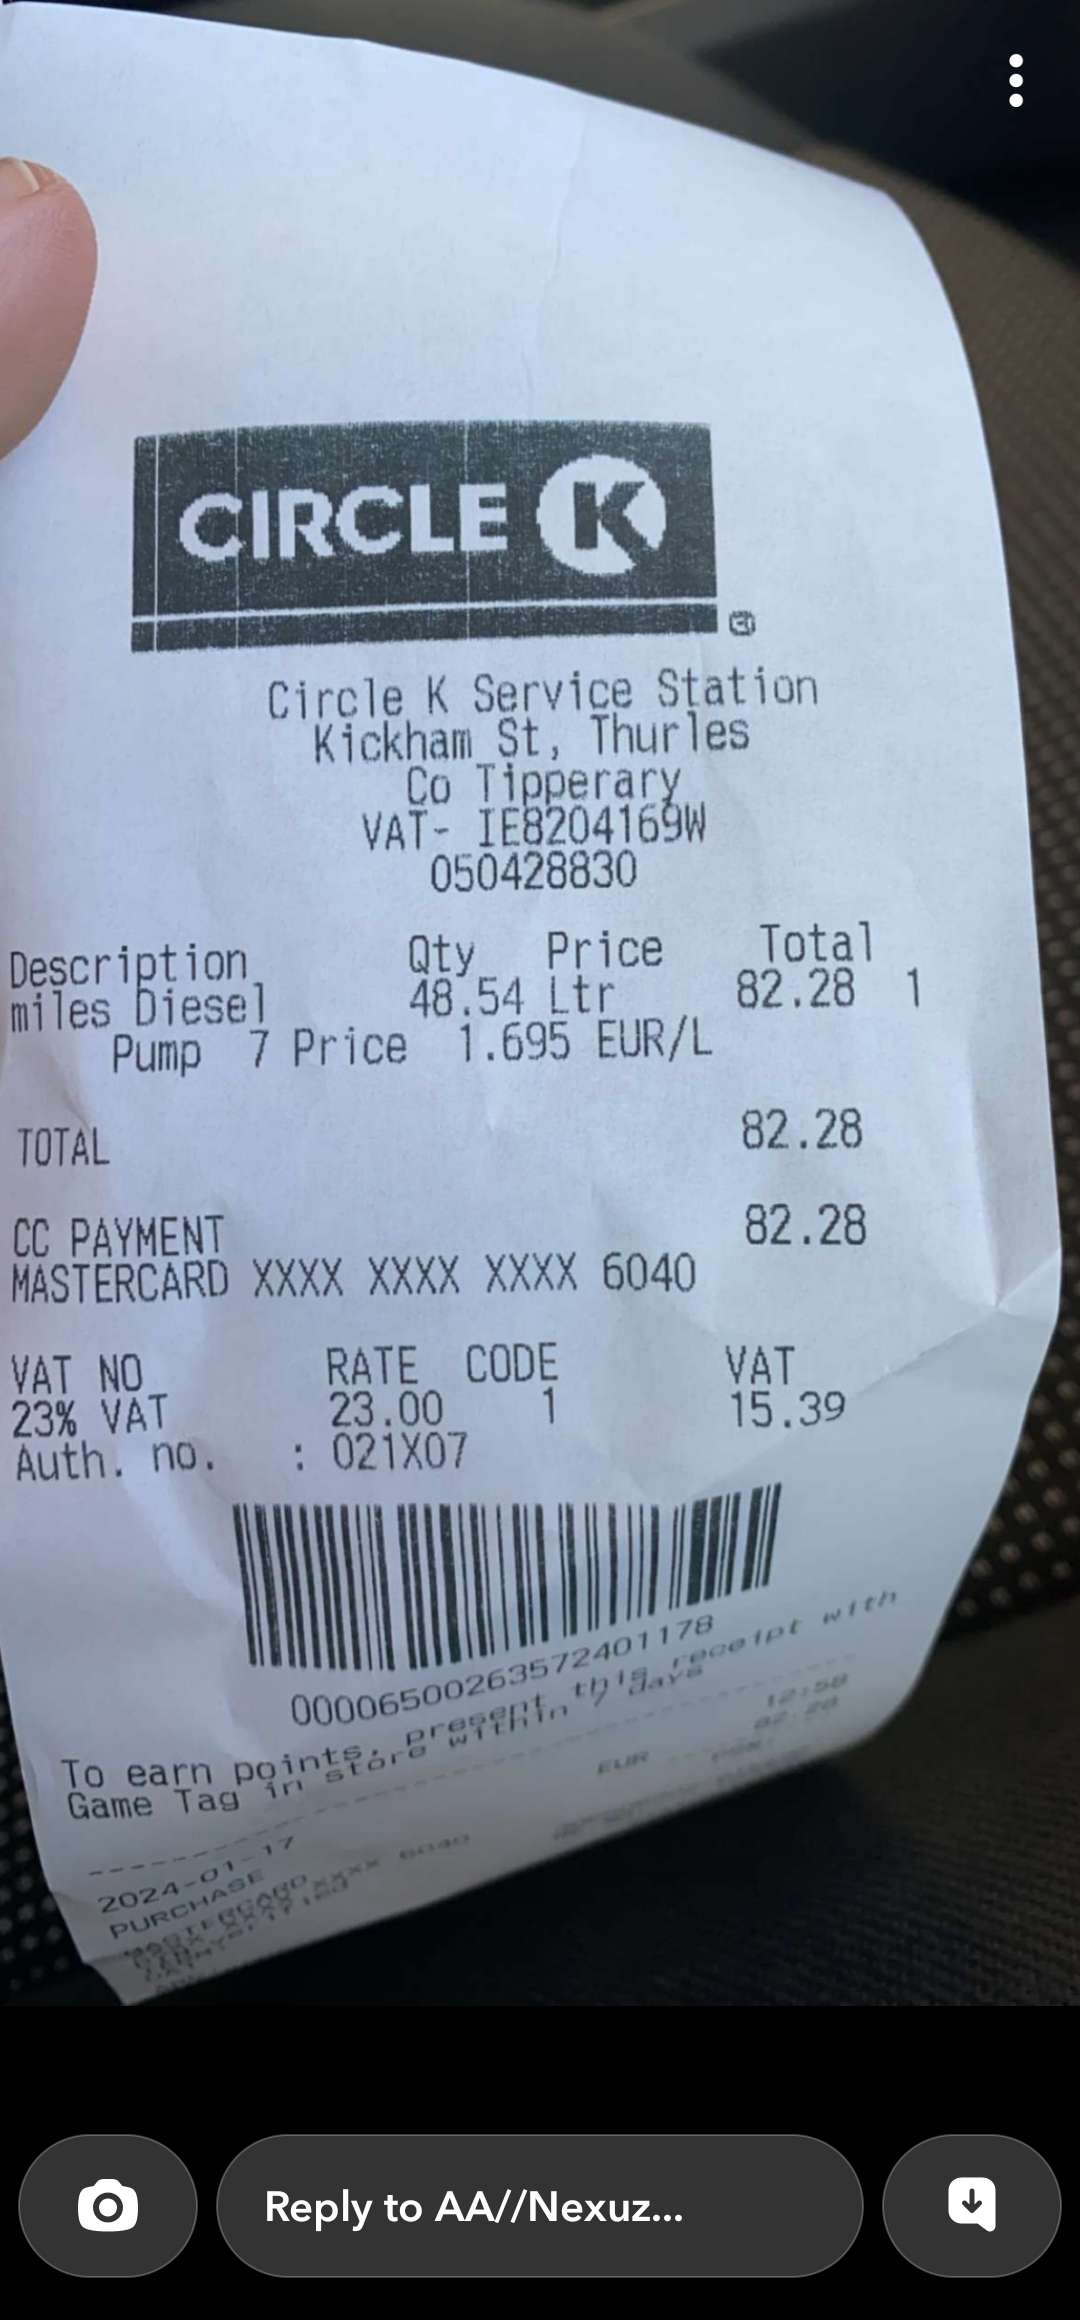 CIRCLE K
Circle K Service Station
Kickham St, Thurles
Co Tipperary
VAT- IE8204169W
050428830
Description Qty Price Total
miles Diesel 48.54 Ltr 82.28 1
Pump 7 Price 1.695 EUR/L
TOTAL 82.28
CC PAYMENT 82.28
MASTERCARD XXXX XXXX XXXX 6040
VAT NO RATE CODE VAT
23% VAT 23.00 1 15.39
Auth. no. : 021X07
00006500263572401178
To earn points, present this receipt with
Game Tag in store within 7 days
2024-01-17 12:58
PURCHASE EUR 82.28
MASTERCARD XXXX 6040
Reply to AA//Nexuz...